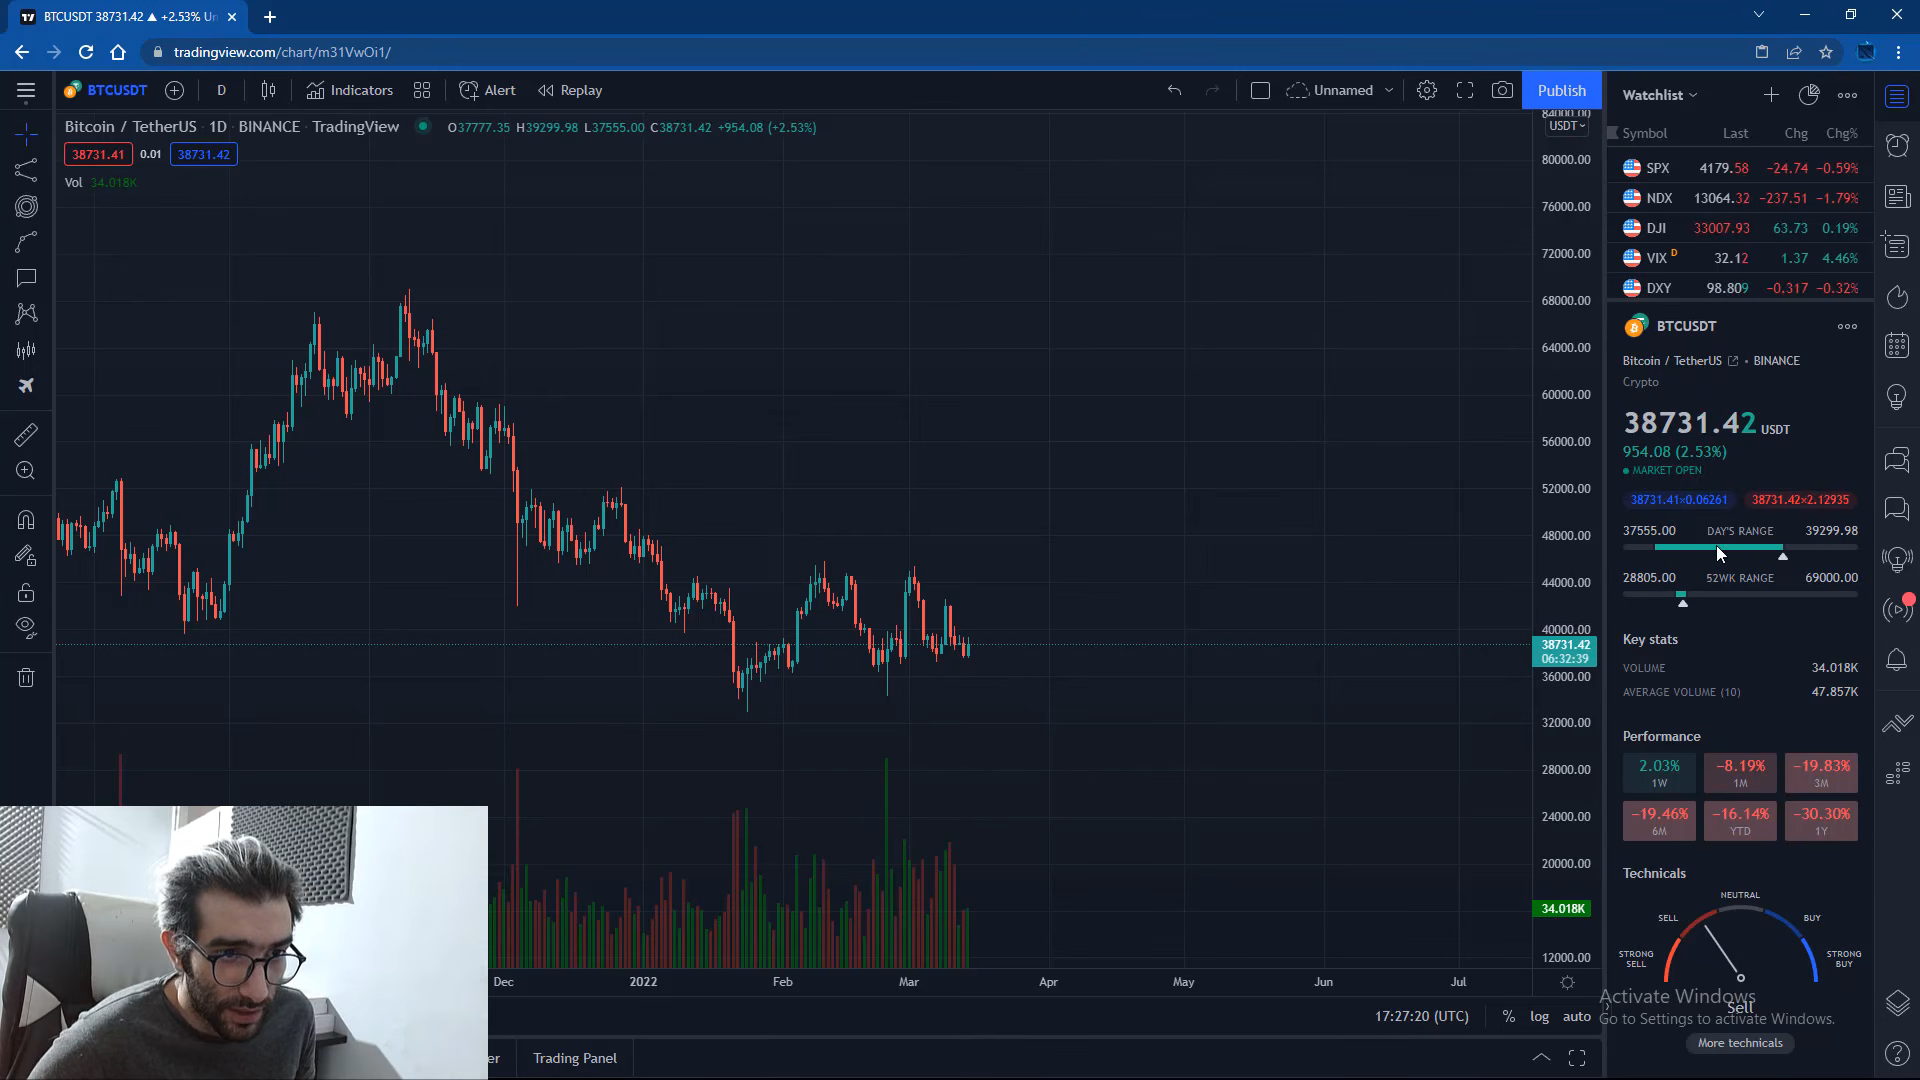 BTCUSDT 38731.42 ▲ +2.53% Un
tradingview.com/chart/m31VwOi1/
BTCUSDT
D
Indicators
Alert
Replay
Unnamed
Publish
Bitcoin / TetherUS · 1D · BINANCE · TradingView
O37777.35 H39299.98 L37555.00 C38731.42 +954.08 (+2.53%)
38731.41 0.01 38731.42
Vol 34.018K
84000.00
USDT
80000.00
76000.00
72000.00
68000.00
64000.00
60000.00
56000.00
52000.00
48000.00
44000.00
40000.00
38731.42
06:32:39
36000.00
32000.00
28000.00
24000.00
20000.00
34.018K
12000.00
Dec 2022 Feb Mar Apr May Jun Jul
17:27:20 (UTC) % log auto
er Trading Panel
Watchlist
Symbol Last Chg Chg%
SPX 4179.58 −24.74 −0.59%
NDX 13064.32 −237.51 −1.79%
DJI 33007.93 63.73 0.19%
VIX D 32.12 1.37 4.46%
DXY 98.809 −0.317 −0.32%
BTCUSDT
Bitcoin / TetherUS • BINANCE
Crypto
38731.42 USDT
954.08 (2.53%)
MARKET OPEN
38731.41×0.06261 38731.42×2.12935
37555.00 DAY'S RANGE 39299.98
28805.00 52WK RANGE 69000.00
Key stats
VOLUME 34.018K
AVERAGE VOLUME (10) 47.857K
Performance
2.03% −8.19% −19.83%
1W 1M 3M
−19.46% −16.14% −30.30%
6M YTD 1Y
Technicals
NEUTRAL
SELL BUY
STRONG SELL STRONG BUY
Sell
Activate Windows
Go to Settings to activate Windows.
More technicals